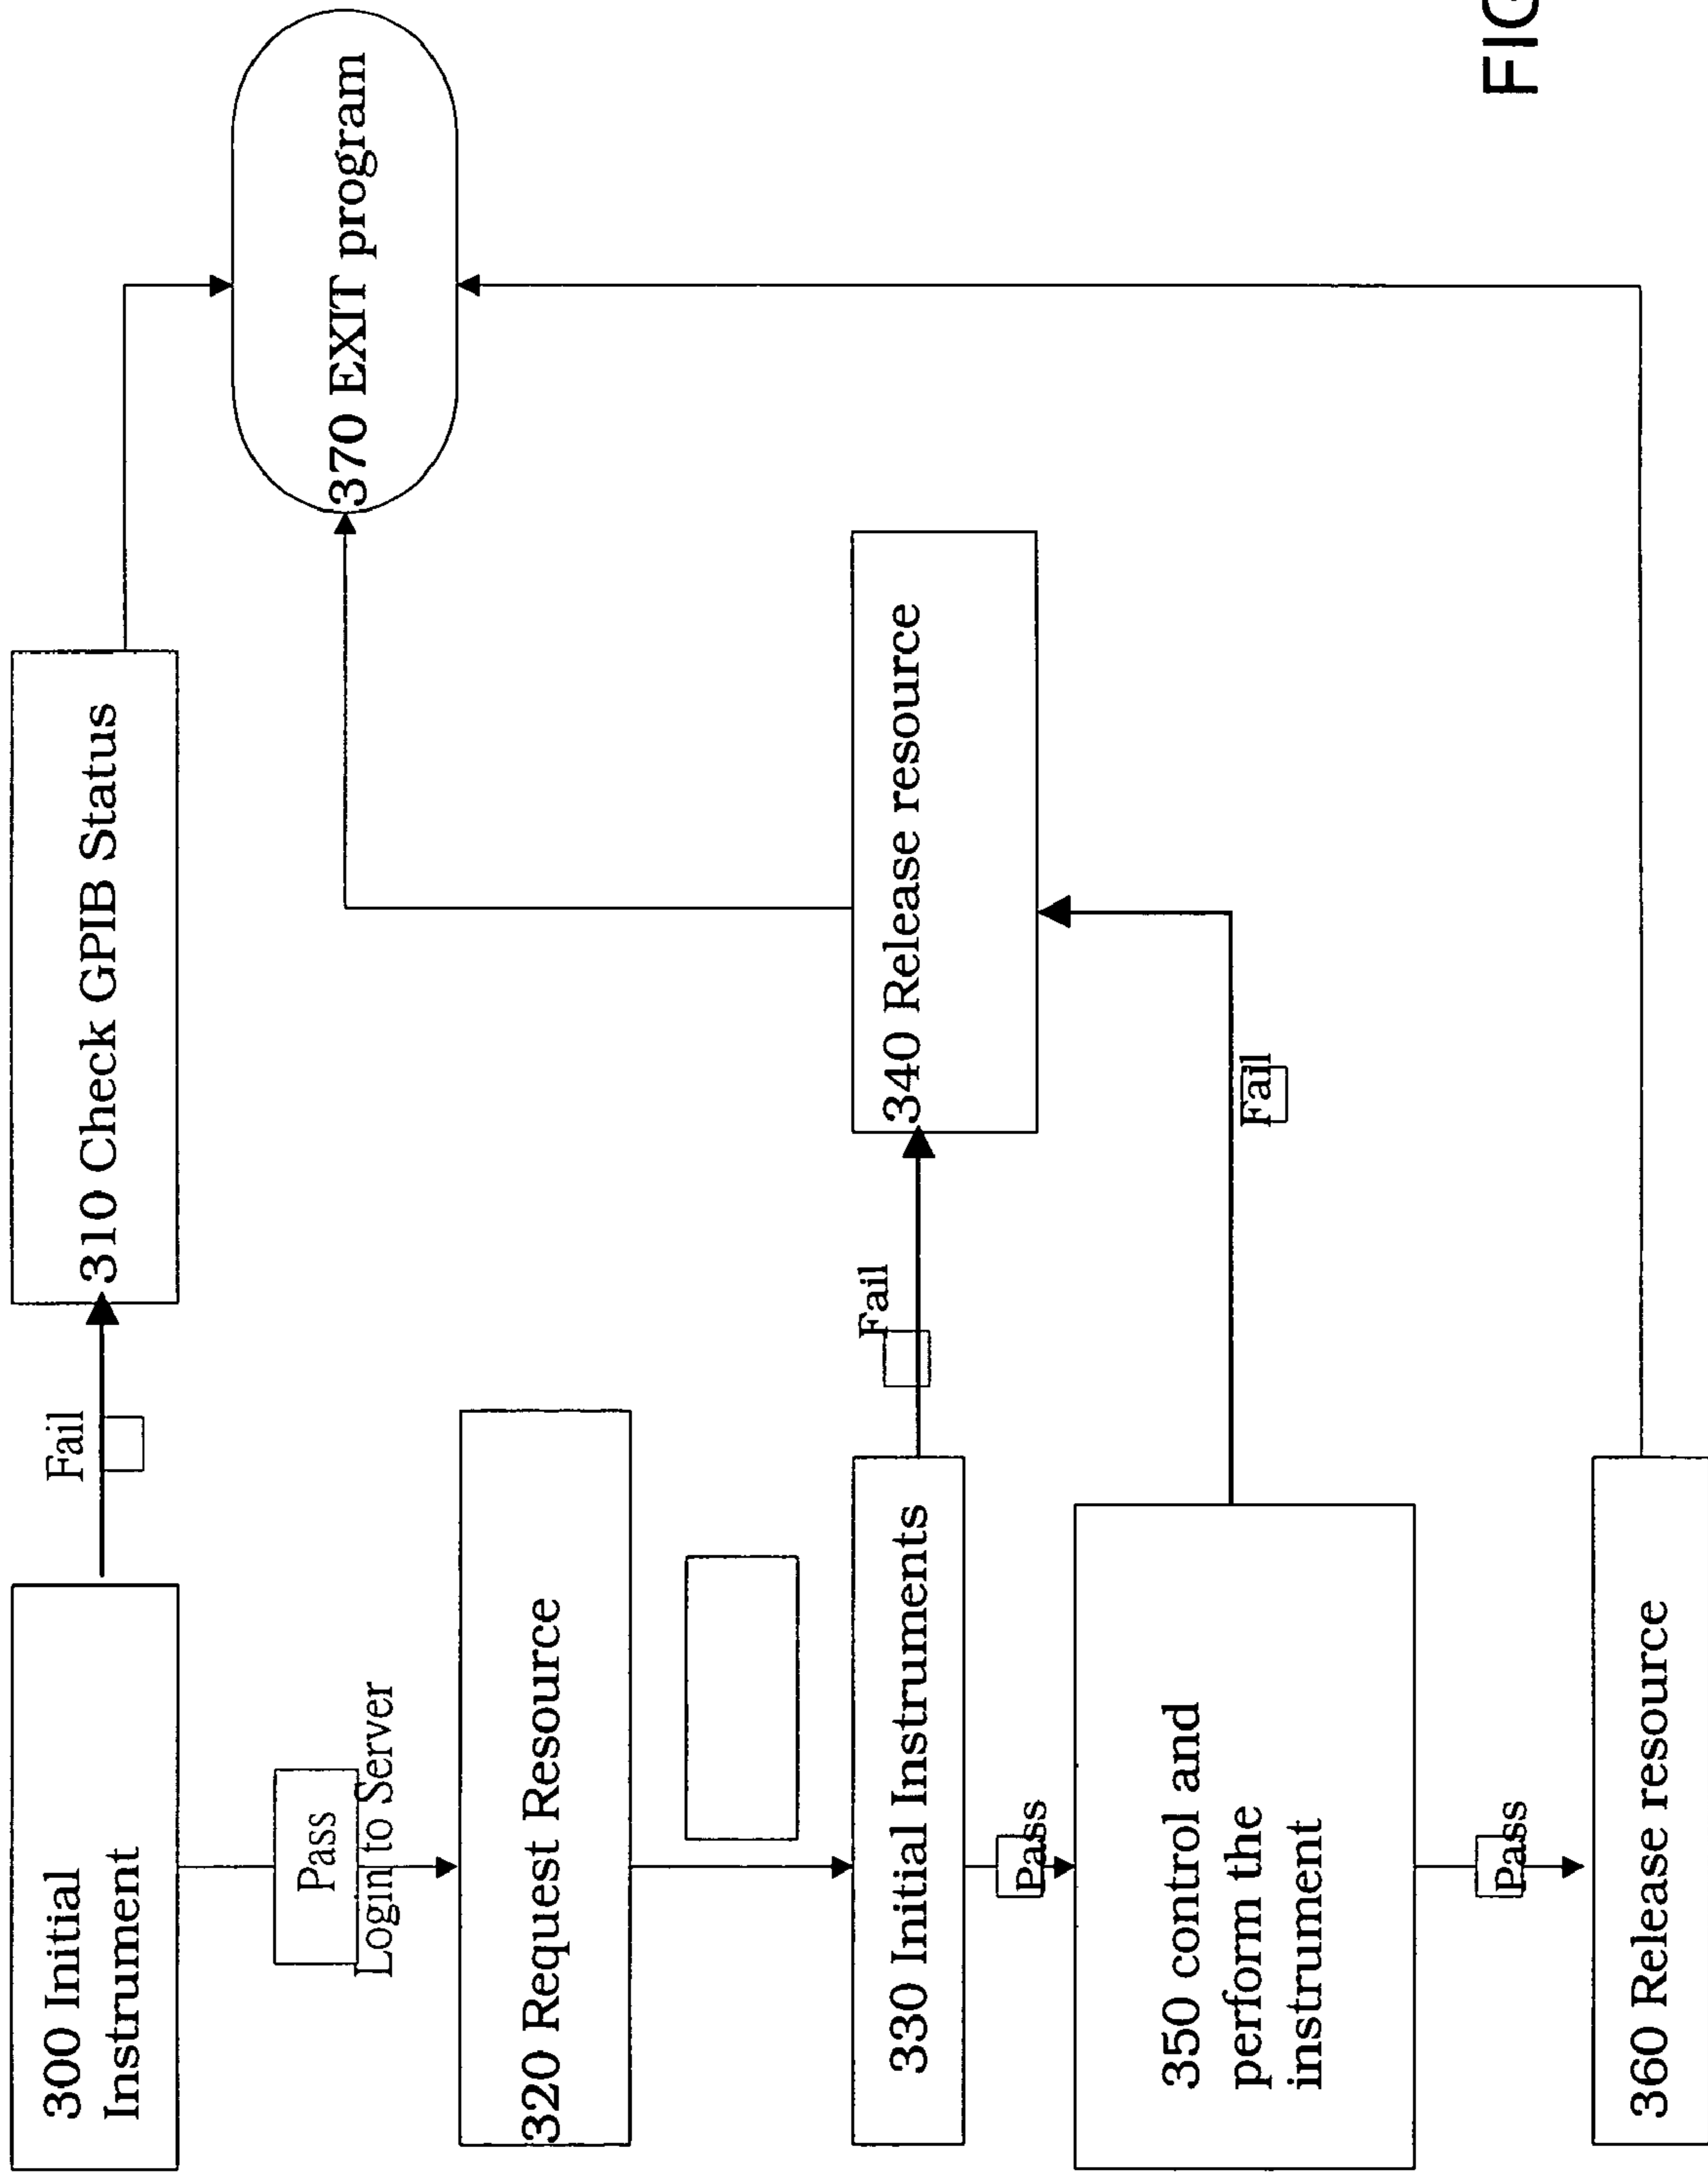 300 Initial
Instrument
Fail
310 Check GPIB Status
Pass
Login to Server
370 EXIT program
320 Request Resource
330 Initial Instruments
Fail
340 Release resource
Pass
350 control and
perform the
instrument
Fail
Pass
360 Release resource
FIG